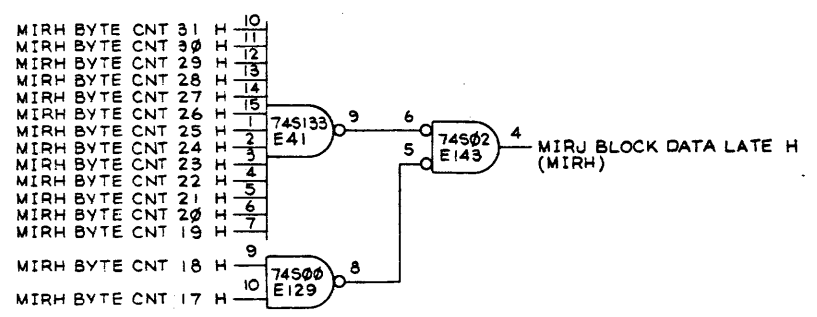 MIRH BYTE CNT 31 H 10
MIRH BYTE CNT 3Ø H 11
MIRH BYTE CNT 29 H 12
MIRH BYTE CNT 28 H 13
MIRH BYTE CNT 27 H 14
MIRH BYTE CNT 26 H 15
MIRH BYTE CNT 25 H 1
MIRH BYTE CNT 24 H 2
MIRH BYTE CNT 23 H 3
MIRH BYTE CNT 22 H 4
MIRH BYTE CNT 21 H 5
MIRH BYTE CNT 2Ø H 6
MIRH BYTE CNT 19 H 7
74S133 9
E41
6
5
74SØ2 4
E143
MIRJ BLOCK DATA LATE H
(MIRH)
MIRH BYTE CNT 18 H 9
MIRH BYTE CNT 17 H 10
74SØØ 8
E129